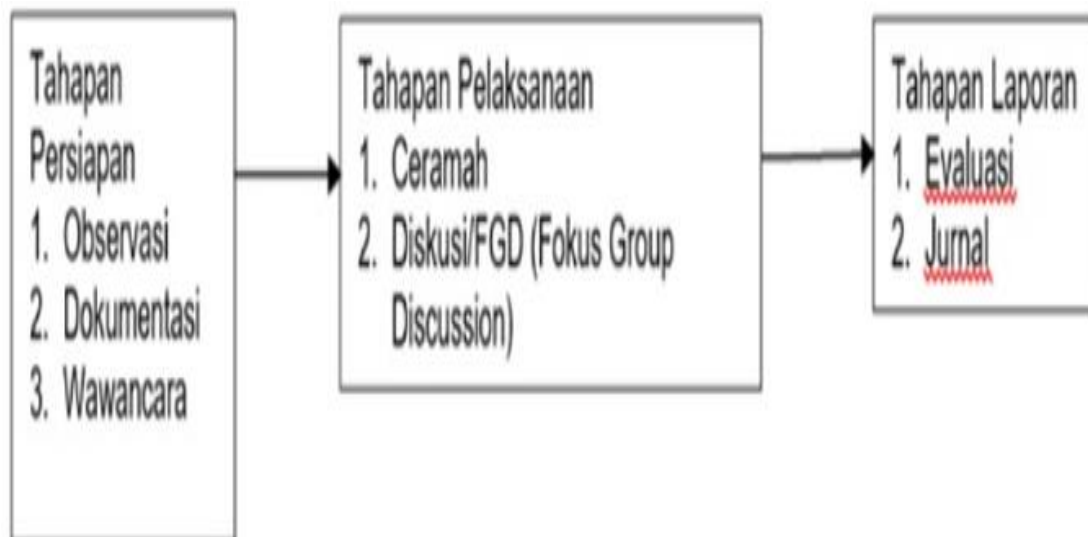 Tahapan
Persiapan
1. Observasi
2. Dokumentasi
3. Wawancara
Tahapan Pelaksanaan
1. Ceramah
2. Diskusi/FGD (Fokus Group
Discussion)
Tahapan Laporan
1. Evaluasi
2. Jurnal